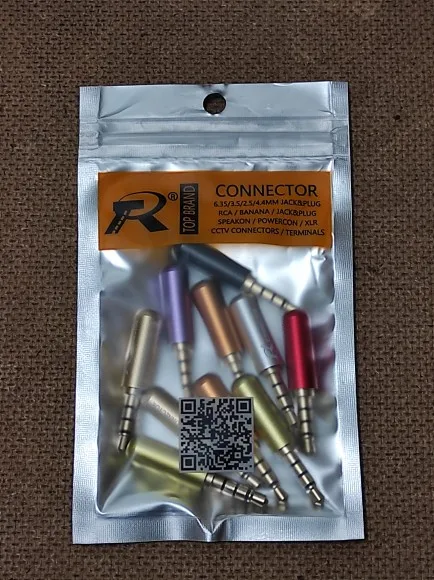 R®
TOP BRAND
CONNECTOR
6.35/3.5/2.5/4.4MM JACK&PLUG
RCA / BANANA / JACK&PLUG
SPEAKON / POWERCON / XLR
CCTV CONNECTORS / TERMINALS